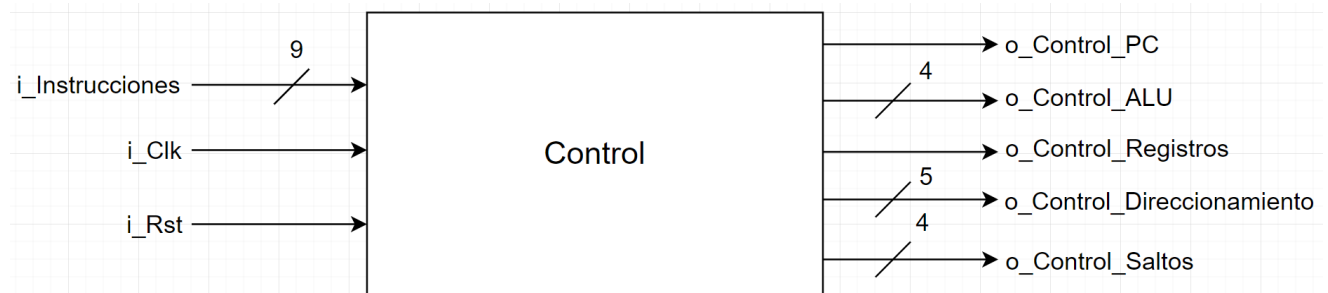 9
i_Instrucciones
i_Clk
i_Rst
Control
o_Control_PC
4
o_Control_ALU
o_Control_Registros
5
o_Control_Direccionamiento
4
o_Control_Saltos